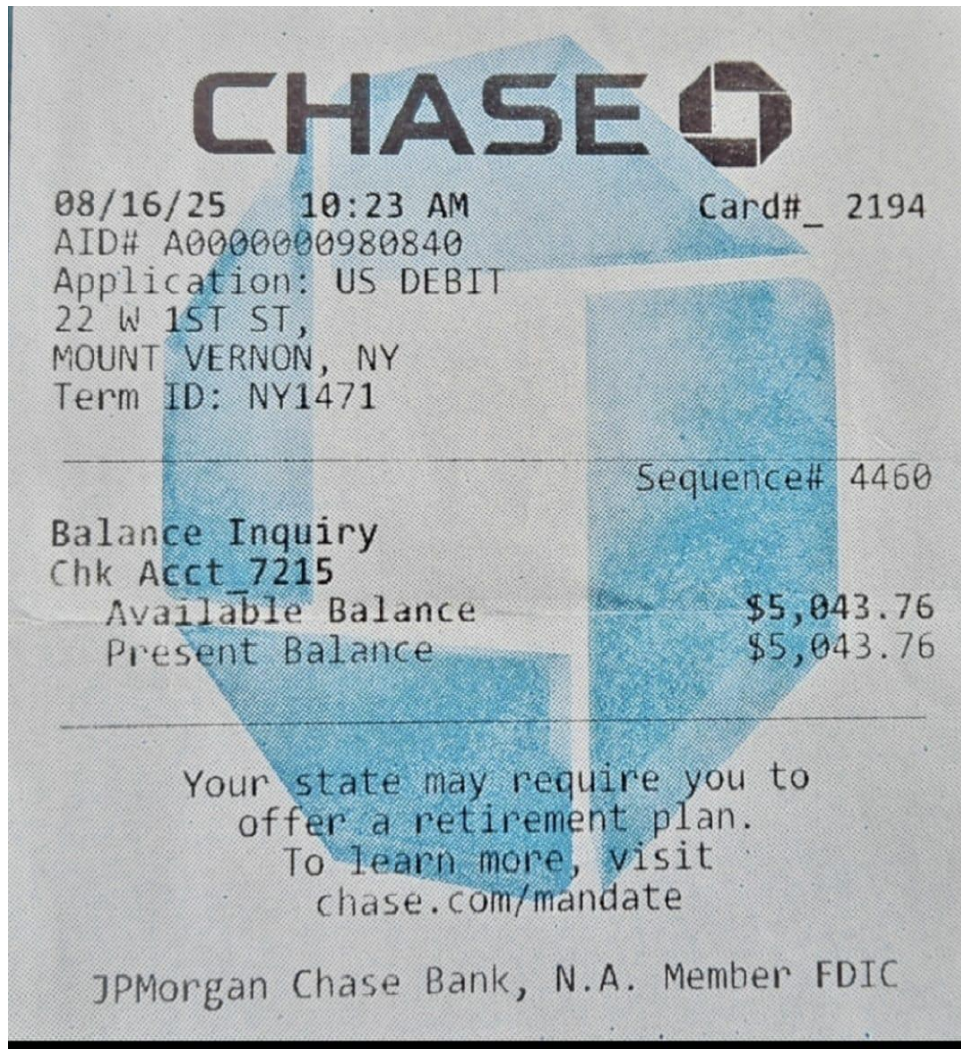 CHASE
08/16/25 10:23 AM Card#_ 2194
AID# A0000000980840
Application: US DEBIT
22 W 1ST ST,
MOUNT VERNON, NY
Term ID: NY1471
Sequence# 4460
Balance Inquiry
Chk Acct_7215
Available Balance $5,043.76
Present Balance $5,043.76
Your state may require you to
offer a retirement plan.
To learn more, visit
chase.com/mandate
JPMorgan Chase Bank, N.A. Member FDIC